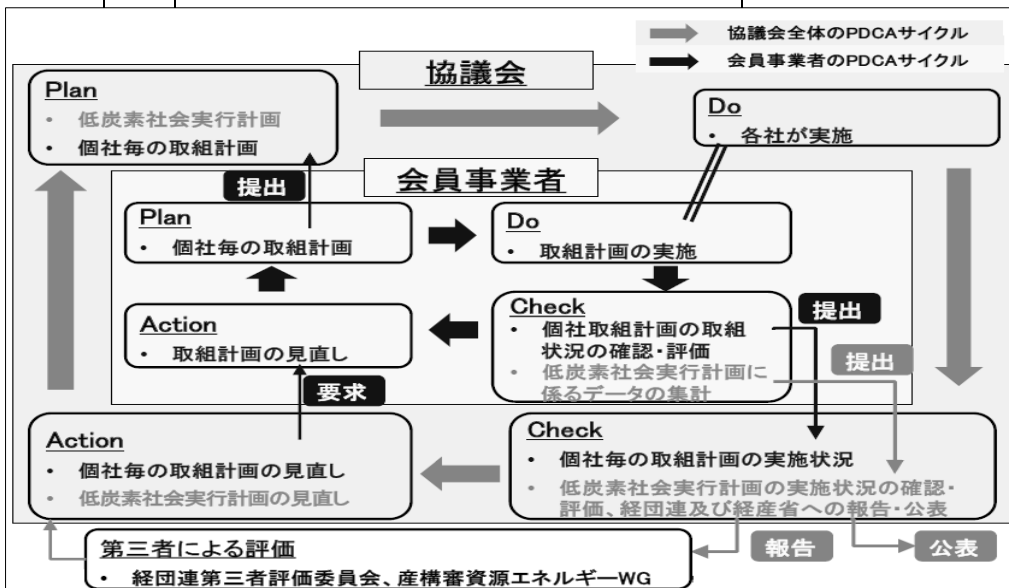 協議会全体のPDCAサイクル
会員事業者のPDCAサイクル
協議会
Plan
・ 低炭素社会実行計画
・ 個社毎の取組計画
Do
・ 各社が実施
提出
会員事業者
Plan
・ 個社毎の取組計画
Do
・ 取組計画の実施
Action
・ 取組計画の見直し
Check
・ 個社取組計画の取組
状況の確認・評価
・ 低炭素社会実行計画に
係るデータの集計
提出
提出
要求
Action
・ 個社毎の取組計画の見直し
・ 低炭素社会実行計画の見直し
Check
・ 個社毎の取組計画の実施状況
・ 低炭素社会実行計画の実施状況の確認・
評価、経団連及び経産省への報告・公表
第三者による評価
・ 経団連第三者評価委員会、産構審資源エネルギーWG
報告
公表